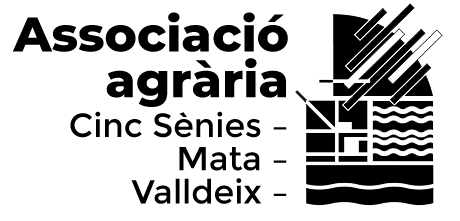 Associació
agrària
Cinc Sènies –
Mata –
Valldeix –